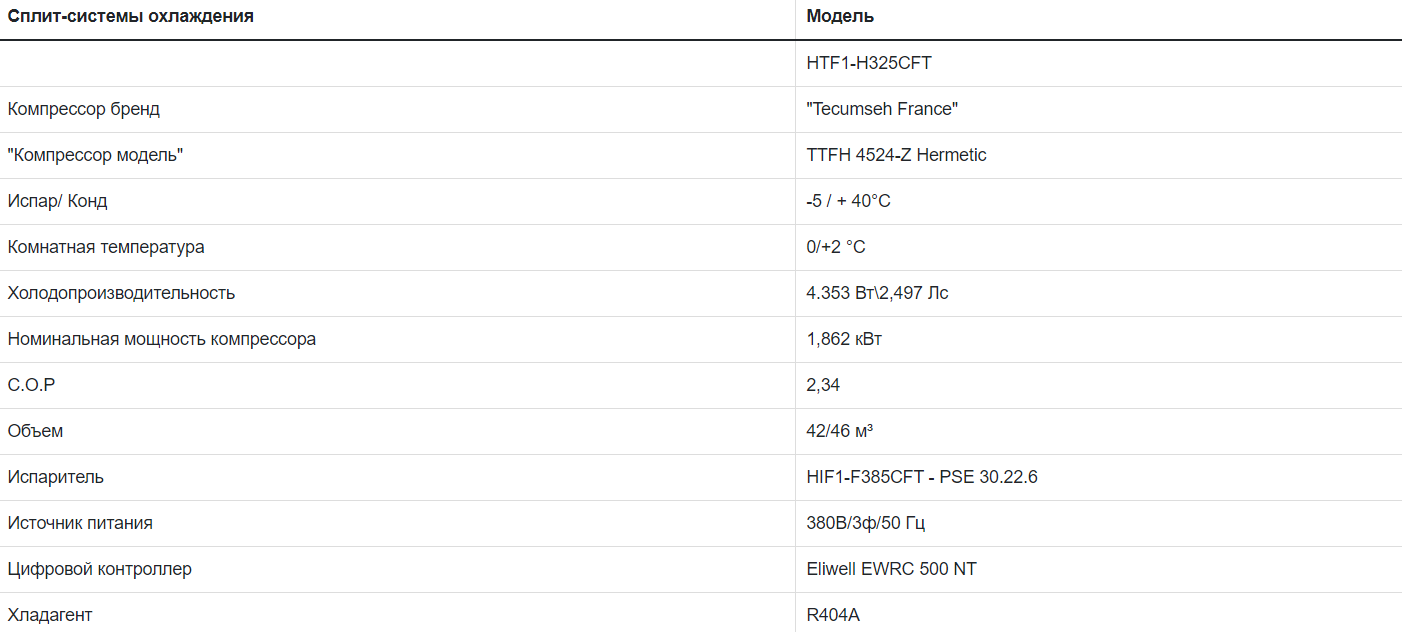 Сплит-системы охлаждения Модель
HTF1-H325CFT
Компрессор бренд "Tecumseh France"
"Компрессор модель" TTFH 4524-Z Hermetic
Испар/ Конд -5 / + 40°C
Комнатная температура 0/+2 °C
Холодопроизводительность 4.353 Вт\2,497 Лс
Номинальная мощность компрессора 1,862 кВт
C.O.P 2,34
Объем 42/46 м³
Испаритель HIF1-F385CFT - PSE 30.22.6
Источник питания 380В/3ф/50 Гц
Цифровой контроллер Eliwell EWRC 500 NT
Хладагент R404A